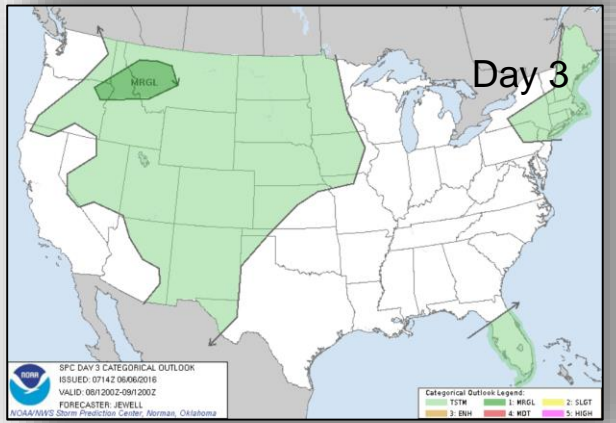 Day 3
MRGL
NOAA
SPC DAY 3 CATEGORICAL OUTLOOK
ISSUED: 0714Z 06/06/2016
VALID: 08/1200Z-09/1200Z
FORECASTER: JEWELL
NOAA/NWS Storm Prediction Center, Norman, Oklahoma
Categorical Outlook Legend:
TSTM 1: MRGL 2: SLGT
3: ENH 4: MDT 5: HIGH